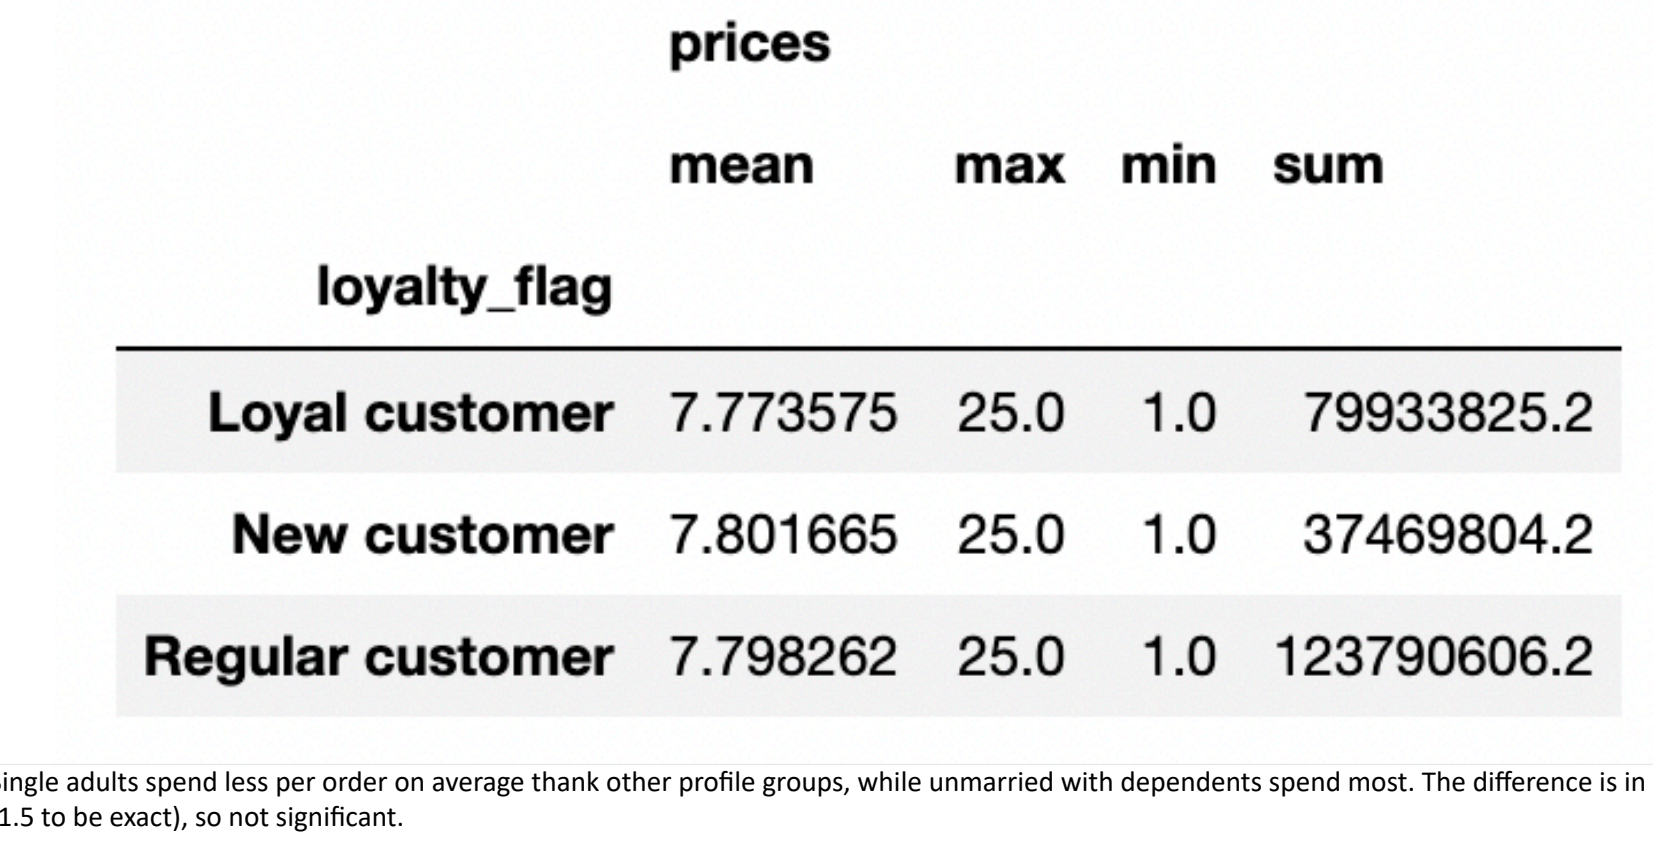 prices
mean max min sum
loyalty_flag
Loyal customer 7.773575 25.0 1.0 79933825.2
New customer 7.801665 25.0 1.0 37469804.2
Regular customer 7.798262 25.0 1.0 123790606.2
ingle adults spend less per order on average thank other profile groups, while unmarried with dependents spend most. The difference is in
1.5 to be exact), so not significant.